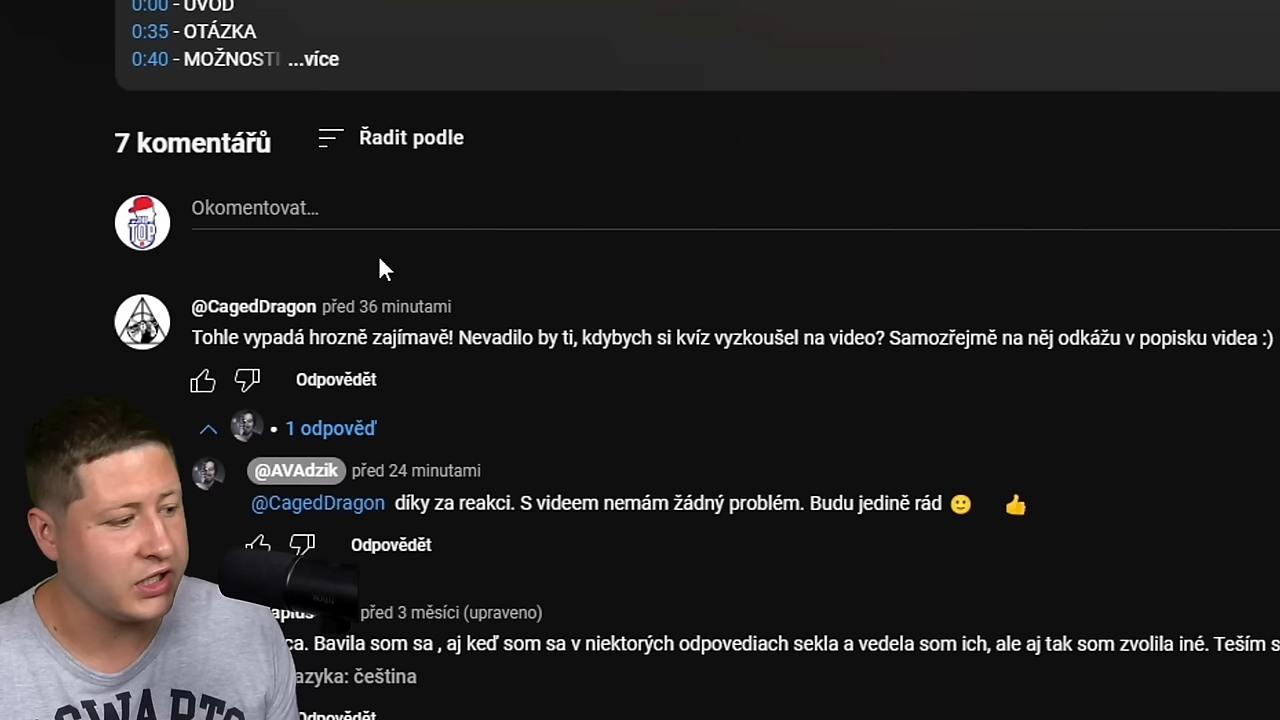 0:00 - ÚVOD
0:35 - OTÁZKA
0:40 - MOŽNOSTI ...více
7 komentářů
Řadit podle
TOP
Okomentovat...
@CagedDragon před 36 minutami
Tohle vypadá hrozně zajímavě! Nevadilo by ti, kdybych si kvíz vyzkoušel na video? Samozřejmě na něj odkážu v popisku videa :)
Odpovědět
• 1 odpověď
@AVAdzik před 24 minutami
@CagedDragon díky za reakci. S videem nemám žádný problém. Budu jedině rád 🙂 👍
Odpovědět
před 3 měsíci (upraveno)
Bavila som sa , aj keď som sa v niektorých odpovediach sekla a vedela som ich, ale aj tak som zvolila iné. Teším
čeština
Odpovědět